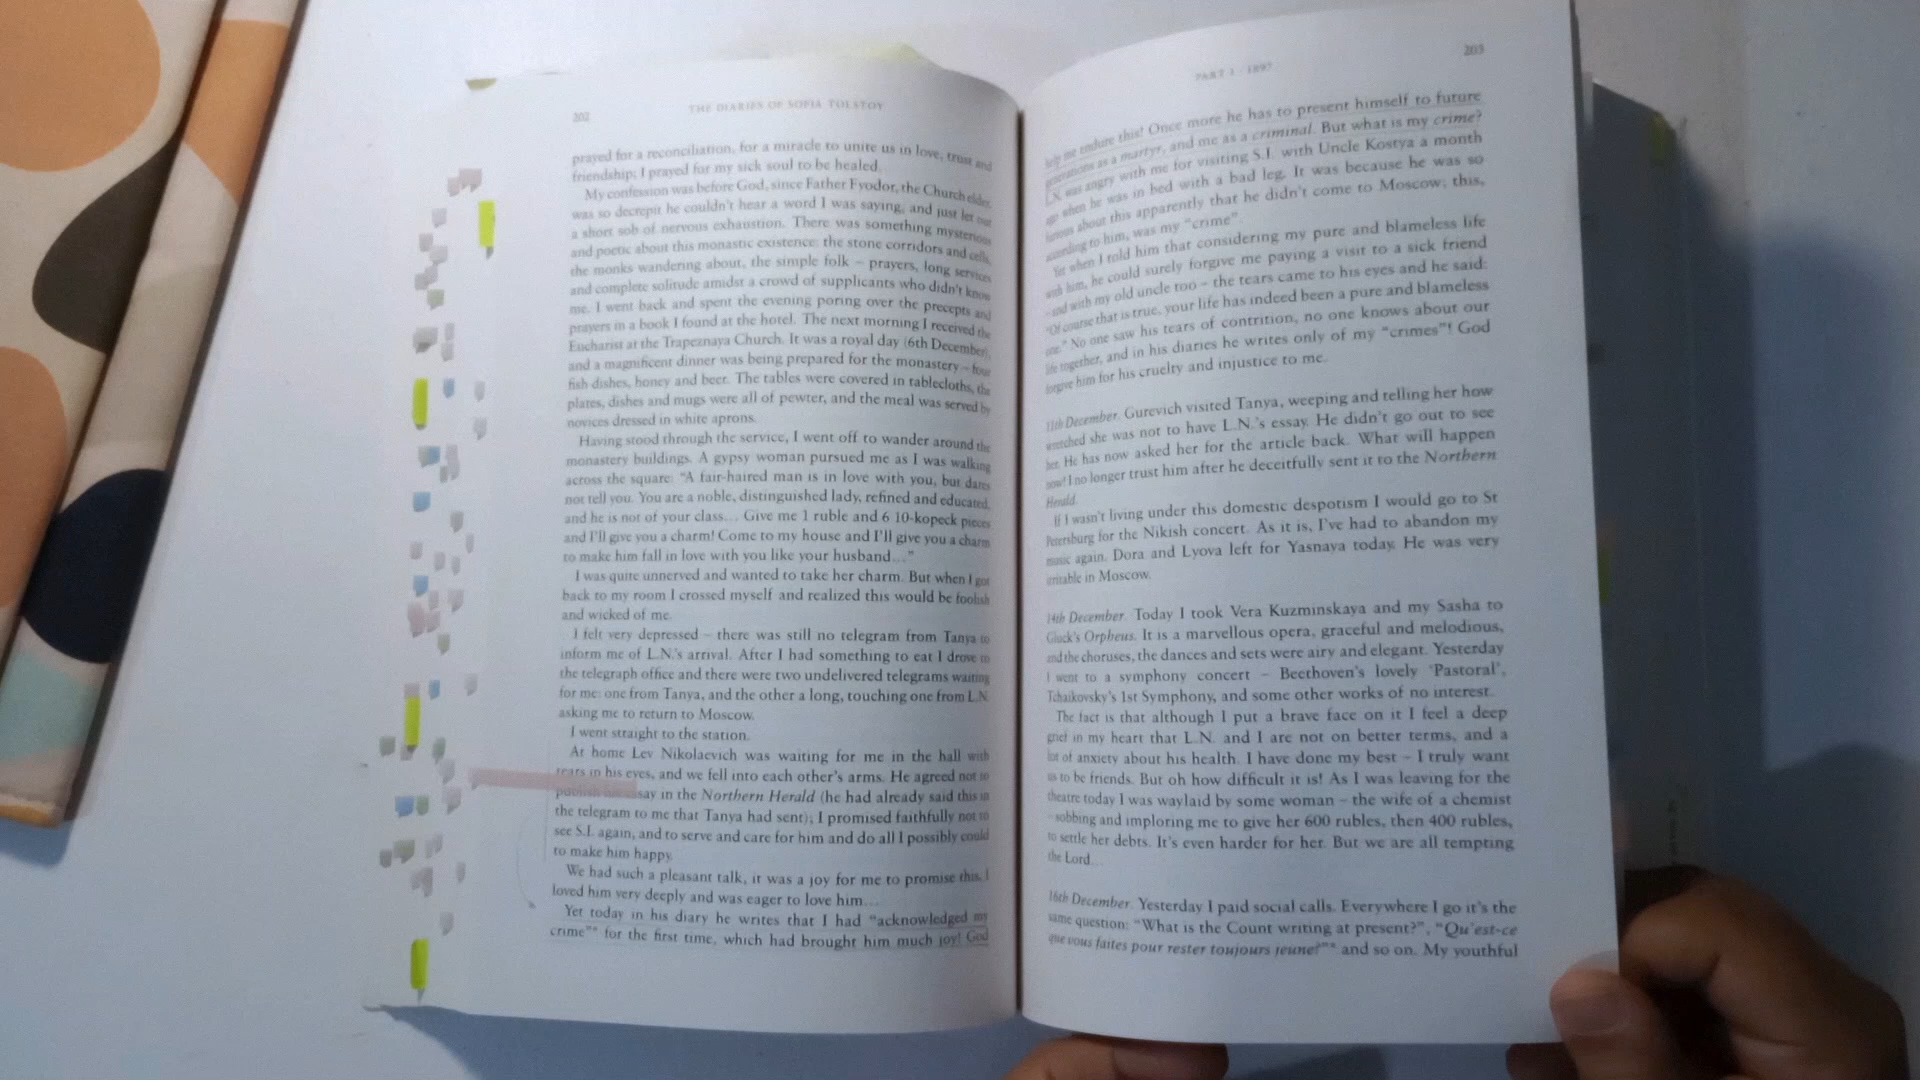 202
THE DIARIES OF SOFIA TOLSTOY
prayed for a reconciliation, for a miracle to unite us in love, trust and
friendship; I prayed for my sick soul to be healed.
My confession was before God, since Father Fyodor, the Church elder,
was so decrepit he couldn't hear a word I was saying, and just let out
a short sob of nervous exhaustion. There was something mysterious
and poetic about this monastic existence: the stone corridors and cells,
the monks wandering about, the simple folk – prayers, long services
and complete solitude amidst a crowd of supplicants who didn't know
me. I went back and spent the evening poring over the precepts and
prayers in a book I found at the hotel. The next morning I received the
Eucharist at the Trapeznaya Church. It was a royal day (6th December),
and a magnificent dinner was being prepared for the monastery – four
fish dishes, honey and beer. The tables were covered in tablecloths, the
plates, dishes and mugs were all of pewter, and the meal was served by
novices dressed in white aprons.
Having stood through the service, I went off to wander around the
monastery buildings. A gypsy woman pursued me as I was walking
across the square: "A fair-haired man is in love with you, but dares
not tell you. You are a noble, distinguished lady, refined and educated,
and he is not of your class... Give me 1 ruble and 6 10-kopeck pieces
and I'll give you a charm! Come to my house and I'll give you a charm
to make him fall in love with you like your husband..."
I was quite unnerved and wanted to take her charm. But when I got
back to my room I crossed myself and realized this would be foolish
and wicked of me.
I felt very depressed – there was still no telegram from Tanya to
inform me of L.N.'s arrival. After I had something to eat I drove to
the telegraph office and there were two undelivered telegrams waiting
for me: one from Tanya, and the other a long, touching one from L.N.
asking me to return to Moscow.
I went straight to the station.
At home Lev Nikolaevich was waiting for me in the hall with
tears in his eyes, and we fell into each other's arms. He agreed not to
publish say in the Northern Herald (he had already said this in
the telegram to me that Tanya had sent); I promised faithfully not to
see S.I. again, and to serve and care for him and do all I possibly could
to make him happy.
We had such a pleasant talk, it was a joy for me to promise this, I
loved him very deeply and was eager to love him...
Yet today in his diary he writes that I had "acknowledged my
crime"* for the first time, which had brought him much joy! God
PART I · 1897
203
help me endure this! Once more he has to present himself to future
generations as a martyr, and me as a criminal. But what is my crime?
L.N. was angry with me for visiting S.I. with Uncle Kostya a month
ago when he was in bed with a bad leg. It was because he was so
furious about this apparently that he didn't come to Moscow; this,
according to him, was my "crime".
Yet when I told him that considering my pure and blameless life
with him, he could surely forgive me paying a visit to a sick friend
– and with my old uncle too – the tears came to his eyes and he said:
"Of course that is true, your life has indeed been a pure and blameless
one." No one saw his tears of contrition, no one knows about our
life together, and in his diaries he writes only of my "crimes"! God
forgive him for his cruelty and injustice to me.
11th December. Gurevich visited Tanya, weeping and telling her how
wretched she was not to have L.N.'s essay. He didn't go out to see
her. He has now asked her for the article back. What will happen
now! I no longer trust him after he deceitfully sent it to the Northern
Herald.
If I wasn't living under this domestic despotism I would go to St
Petersburg for the Nikish concert. As it is, I've had to abandon my
music again. Dora and Lyova left for Yasnaya today. He was very
irritable in Moscow.
14th December. Today I took Vera Kuzminskaya and my Sasha to
Gluck's Orpheus. It is a marvellous opera, graceful and melodious,
and the choruses, the dances and sets were airy and elegant. Yesterday
I went to a symphony concert – Beethoven's lovely 'Pastoral',
Tchaikovsky's 1st Symphony, and some other works of no interest.
The fact is that although I put a brave face on it I feel a deep
grief in my heart that L.N. and I are not on better terms, and a
lot of anxiety about his health. I have done my best – I truly want
us to be friends. But oh how difficult it is! As I was leaving for the
theatre today I was waylaid by some woman – the wife of a chemist
– sobbing and imploring me to give her 600 rubles, then 400 rubles,
to settle her debts. It's even harder for her. But we are all tempting
the Lord...
16th December. Yesterday I paid social calls. Everywhere I go it's the
same question: "What is the Count writing at present?", "Qu'est-ce
que vous faites pour rester toujours jeune?"* and so on. My youthful